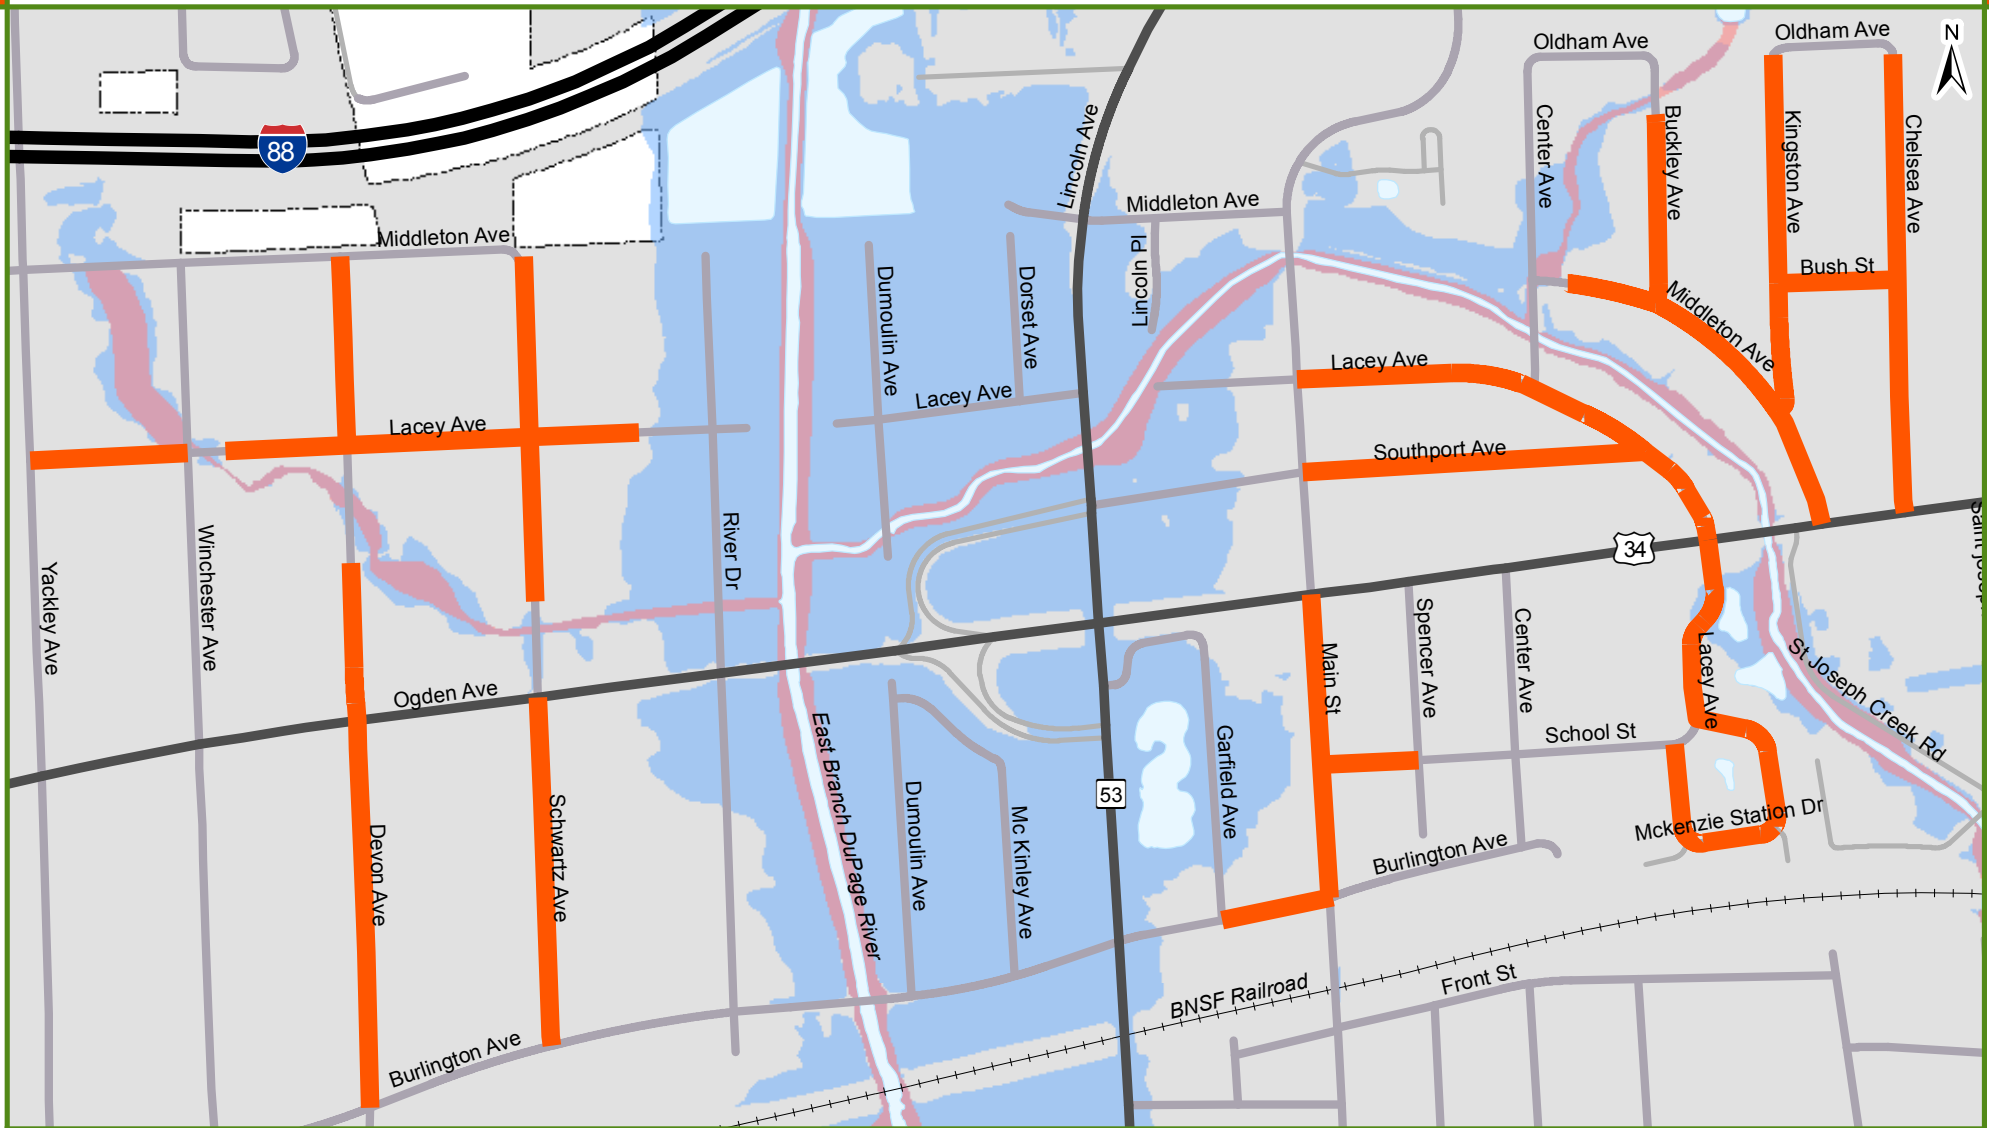 Oldham Ave
Oldham Ave
N
88
Lincoln Ave
Center Ave
Buckley Ave
Kingston Ave
Chelsea Ave
Middleton Ave
Middleton Ave
Lincoln Pl
Dumoulin Ave
Dorset Ave
Bush St
Middleton Ave
Lacey Ave
Lacey Ave
Lacey Ave
Southport Ave
River Dr
Winchester Ave
Yackley Ave
34
Ogden Ave
Spencer Ave
Center Ave
Main St
Lacey Ave
St Joseph Creek Rd
School St
East Branch DuPage River
Garfield Ave
53
Dumoulin Ave
Mc Kinley Ave
Devon Ave
Schwartz Ave
Mckenzie Station Dr
Burlington Ave
BNSF Railroad
Front St
Burlington Ave